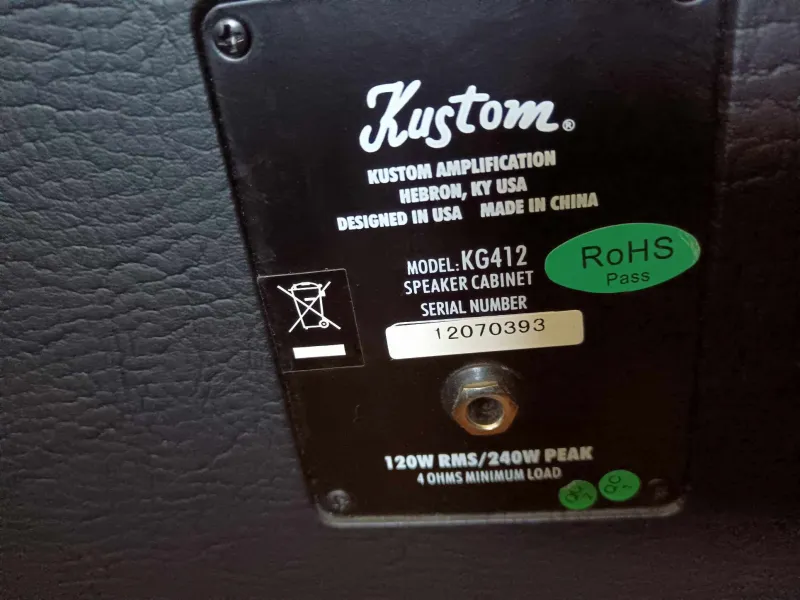 Kustom®
KUSTOM AMPLIFICATION
HEBRON, KY USA
DESIGNED IN USA MADE IN CHINA
MODEL: KG412
SPEAKER CABINET
SERIAL NUMBER
12070393
RoHS
Pass
120W RMS/240W PEAK
4 OHMS MINIMUM LOAD
QC